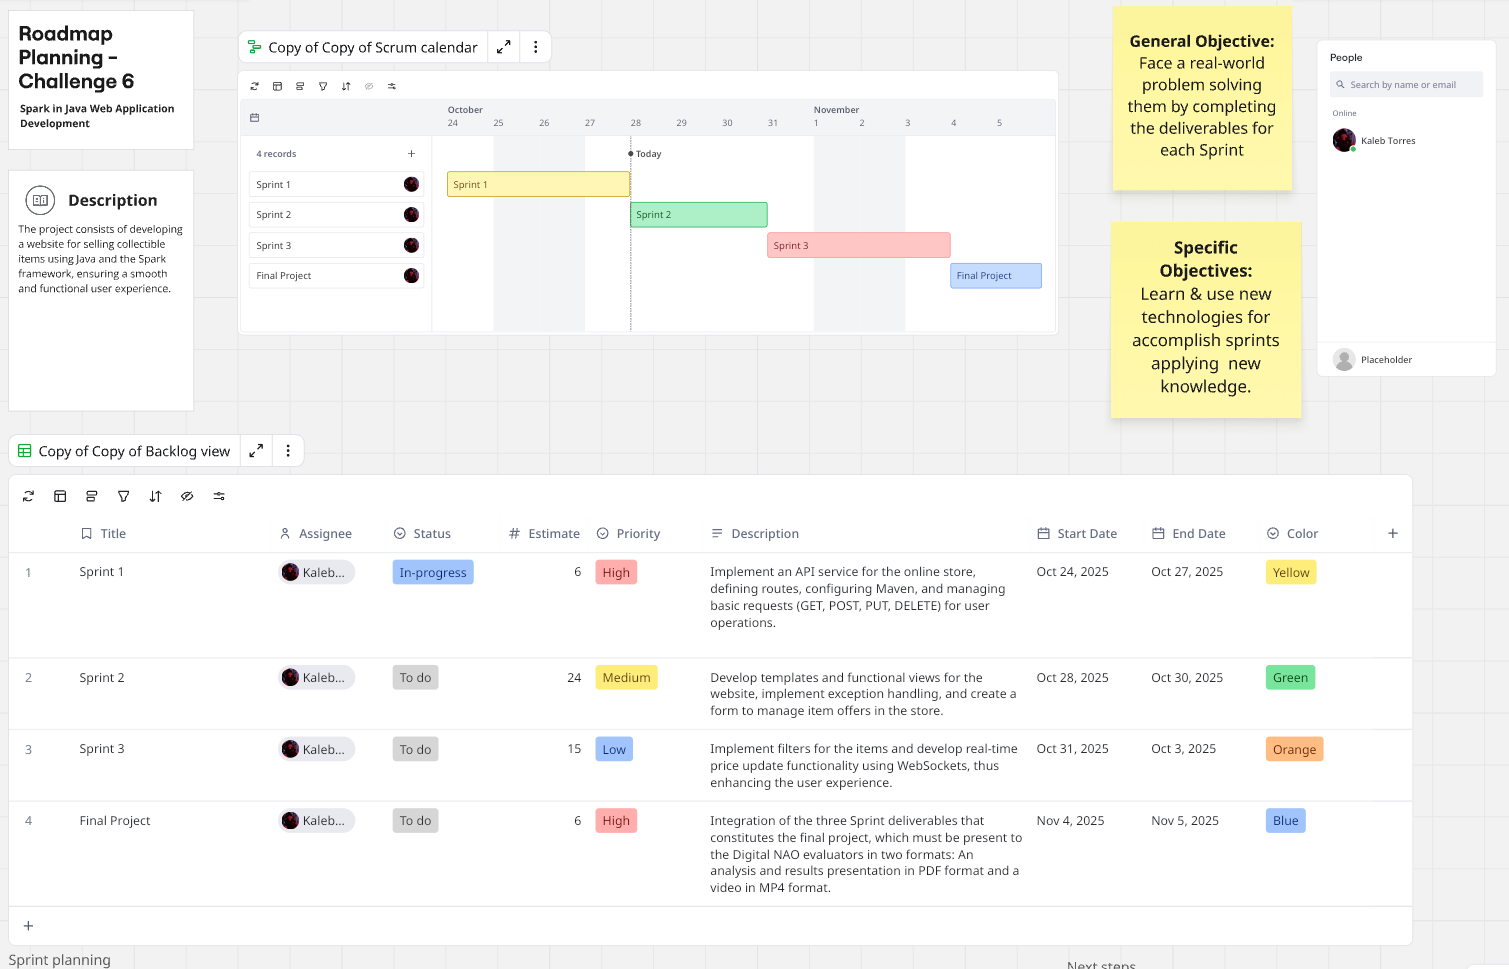 Roadmap
Planning -
Challenge 6
Spark in Java Web Application
Development
Description
The project consists of developing
a website for selling collectible
items using Java and the Spark
framework, ensuring a smooth
and functional user experience.
Copy of Copy of Scrum calendar
October
November
24 25 26 27 28 29 30 31 1 2 3 4 5
4 records
Today
Sprint 1
Sprint 1
Sprint 2
Sprint 2
Sprint 3
Sprint 3
Final Project
Final Project
General Objective:
Face a real-world
problem solving
them by completing
the deliverables for
each Sprint
Specific
Objectives:
Learn & use new
technologies for
accomplish sprints
applying new
knowledge.
People
Search by name or email
Online
Kaleb Torres
Placeholder
Copy of Copy of Backlog view
Title Assignee Status Estimate Priority Description Start Date End Date Color
1 Sprint 1 Kaleb... In-progress 6 High Implement an API service for the online store, Oct 24, 2025 Oct 27, 2025 Yellow
defining routes, configuring Maven, and managing
basic requests (GET, POST, PUT, DELETE) for user
operations.
2 Sprint 2 Kaleb... To do 24 Medium Develop templates and functional views for the Oct 28, 2025 Oct 30, 2025 Green
website, implement exception handling, and create a
form to manage item offers in the store.
3 Sprint 3 Kaleb... To do 15 Low Implement filters for the items and develop real-time Oct 31, 2025 Oct 3, 2025 Orange
price update functionality using WebSockets, thus
enhancing the user experience.
4 Final Project Kaleb... To do 6 High Integration of the three Sprint deliverables that Nov 4, 2025 Nov 5, 2025 Blue
constitutes the final project, which must be present to
the Digital NAO evaluators in two formats: An
analysis and results presentation in PDF format and a
video in MP4 format.
Sprint planning
Next steps